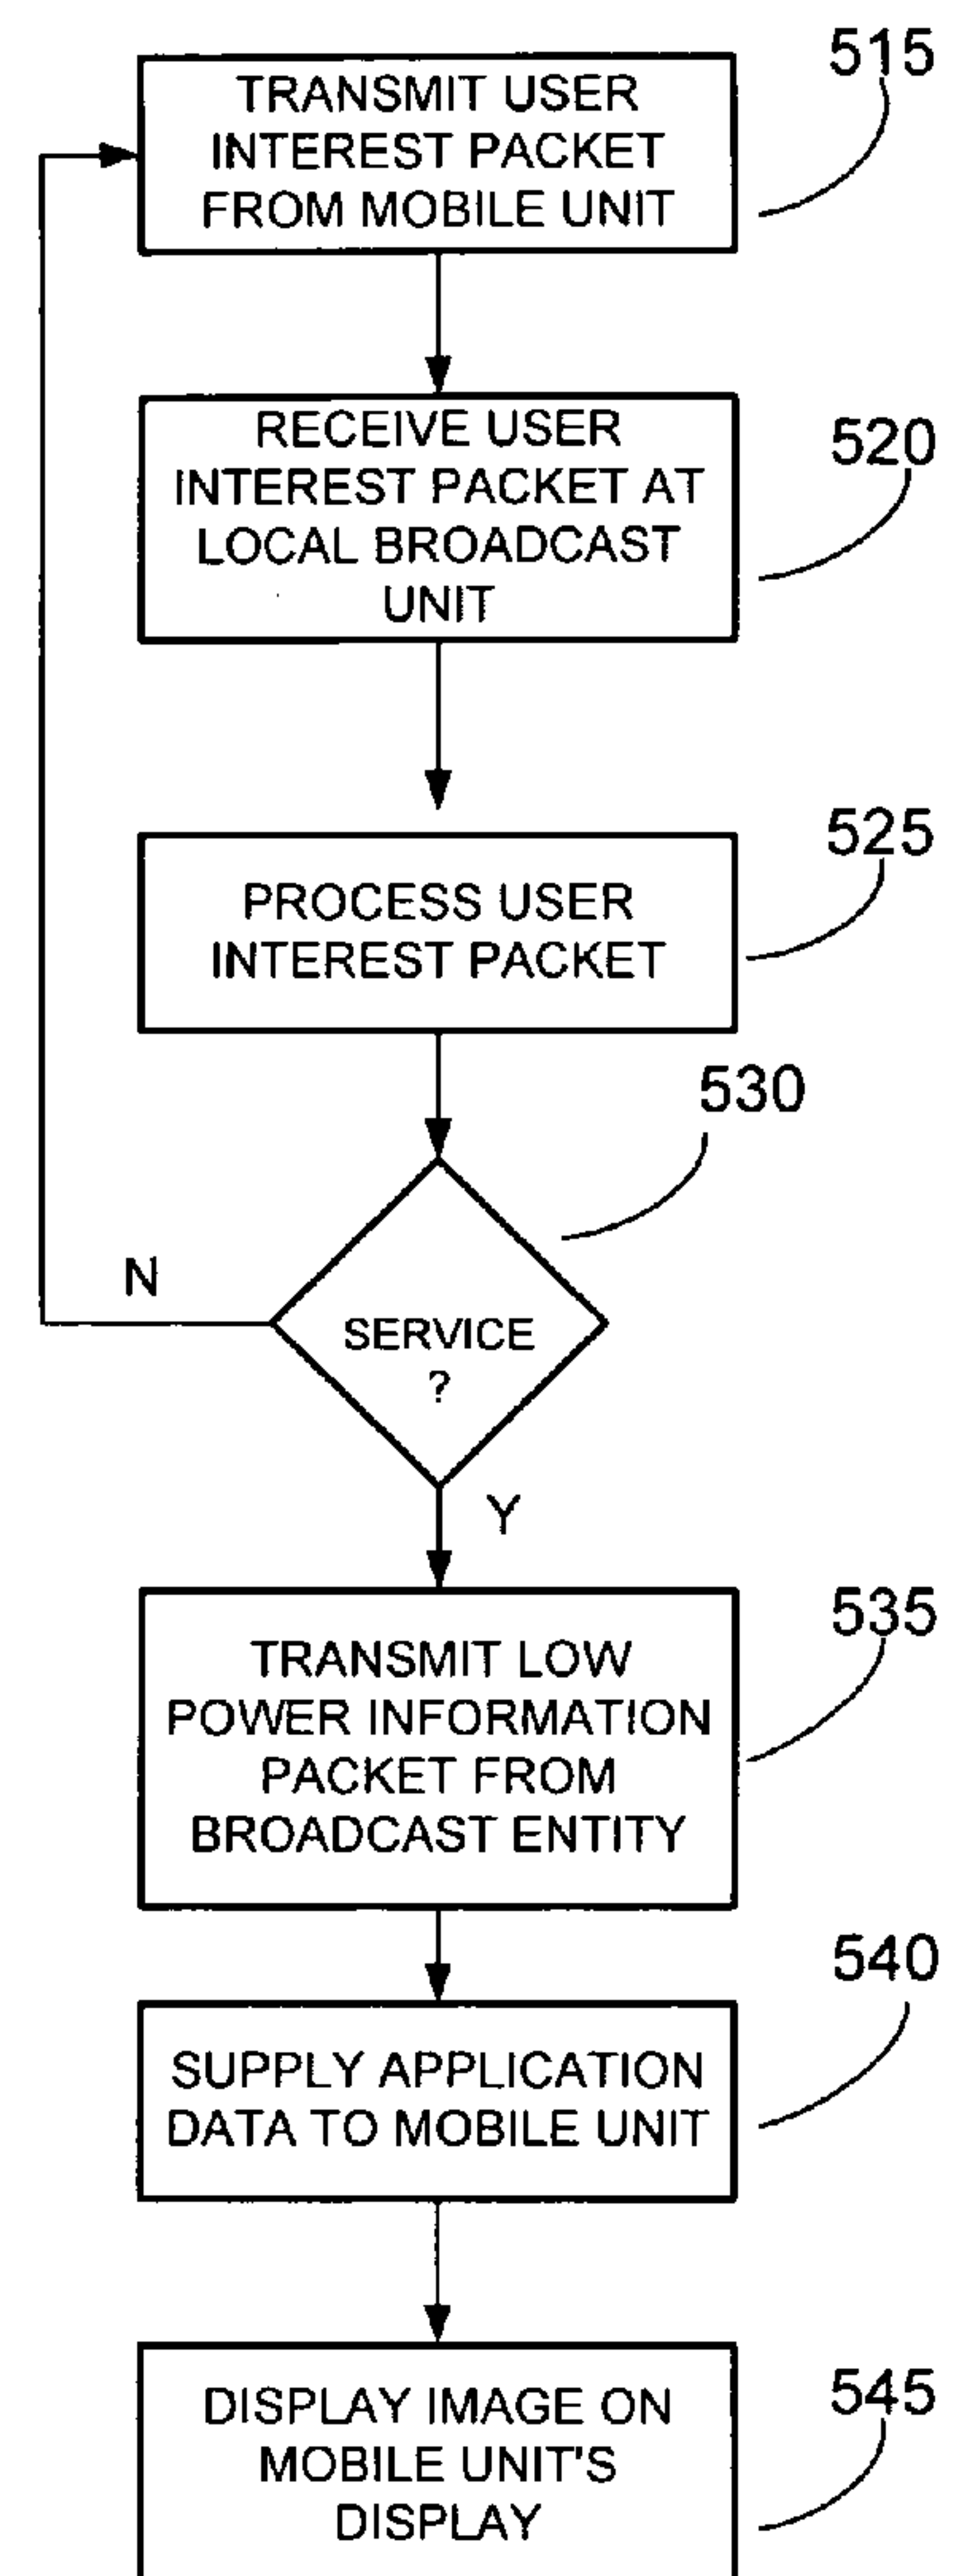 515
TRANSMIT USER
INTEREST PACKET
FROM MOBILE UNIT
520
RECEIVE USER
INTEREST PACKET AT
LOCAL BROADCAST
UNIT
525
PROCESS USER
INTEREST PACKET
530
N
SERVICE
?
Y
535
TRANSMIT LOW
POWER INFORMATION
PACKET FROM
BROADCAST ENTITY
540
SUPPLY APPLICATION
DATA TO MOBILE UNIT
545
DISPLAY IMAGE ON
MOBILE UNIT'S
DISPLAY